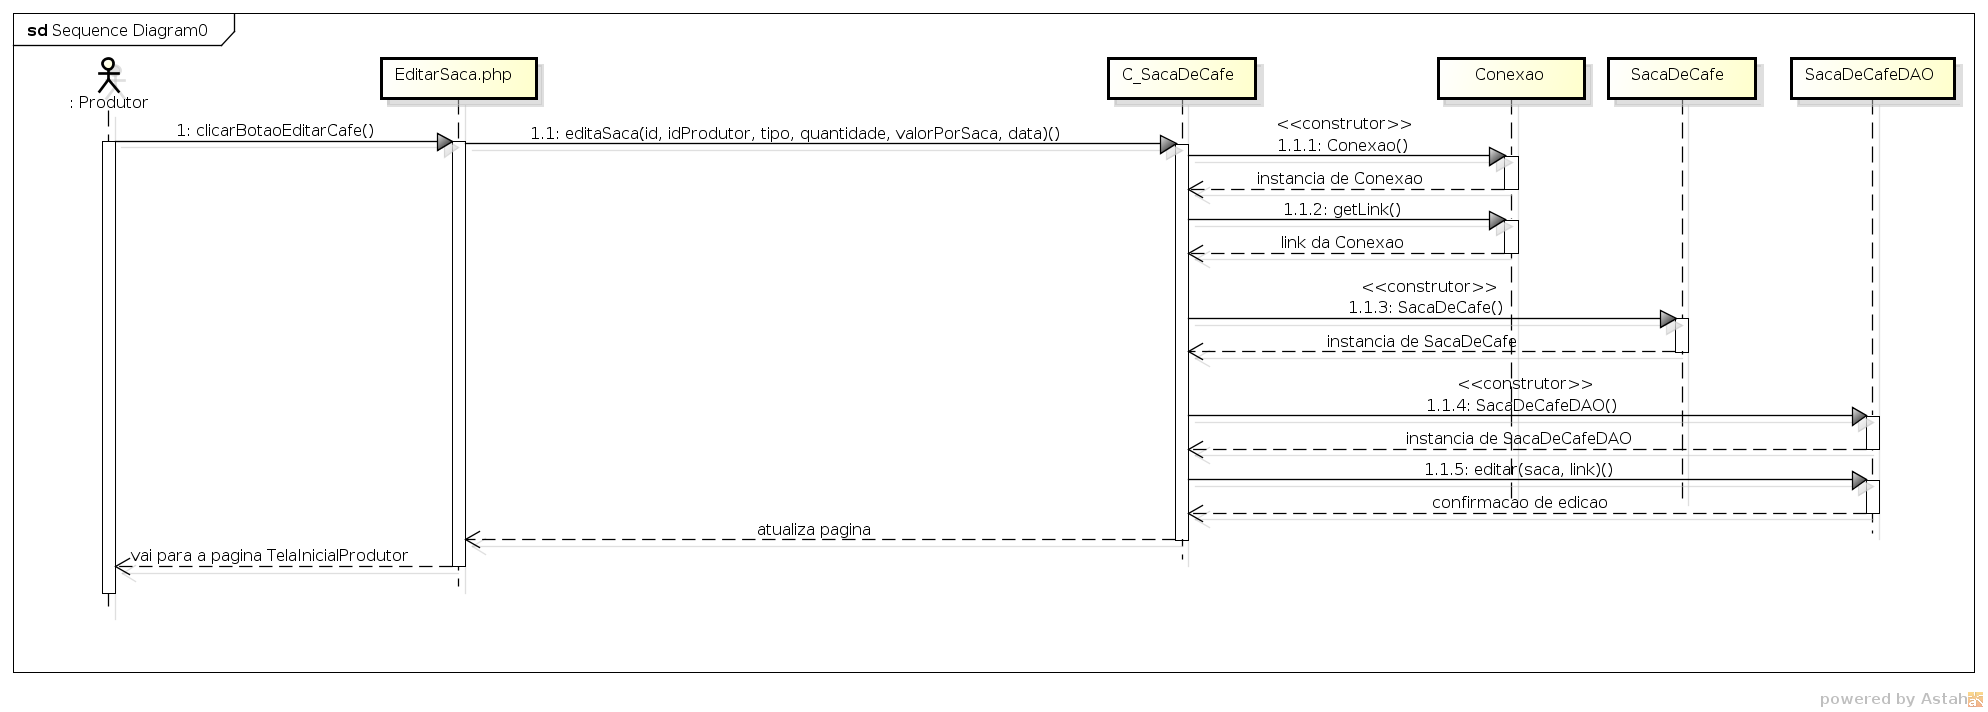 sd Sequence Diagram0
: Produtor
EditarSaca.php
C_SacaDeCafe
Conexao
SacaDeCafe
SacaDeCafeDAO
1: clicarBotaoEditarCafe()
1.1: editaSaca(id, idProdutor, tipo, quantidade, valorPorSaca, data)()
<<construtor>>
1.1.1: Conexao()
instancia de Conexao
1.1.2: getLink()
link da Conexao
<<construtor>>
1.1.3: SacaDeCafe()
instancia de SacaDeCafe
<<construtor>>
1.1.4: SacaDeCafeDAO()
instancia de SacaDeCafeDAO
1.1.5: editar(saca, link)()
confirmacao de edicao
atualiza pagina
vai para a pagina TelaInicialProdutor
powered by Astah